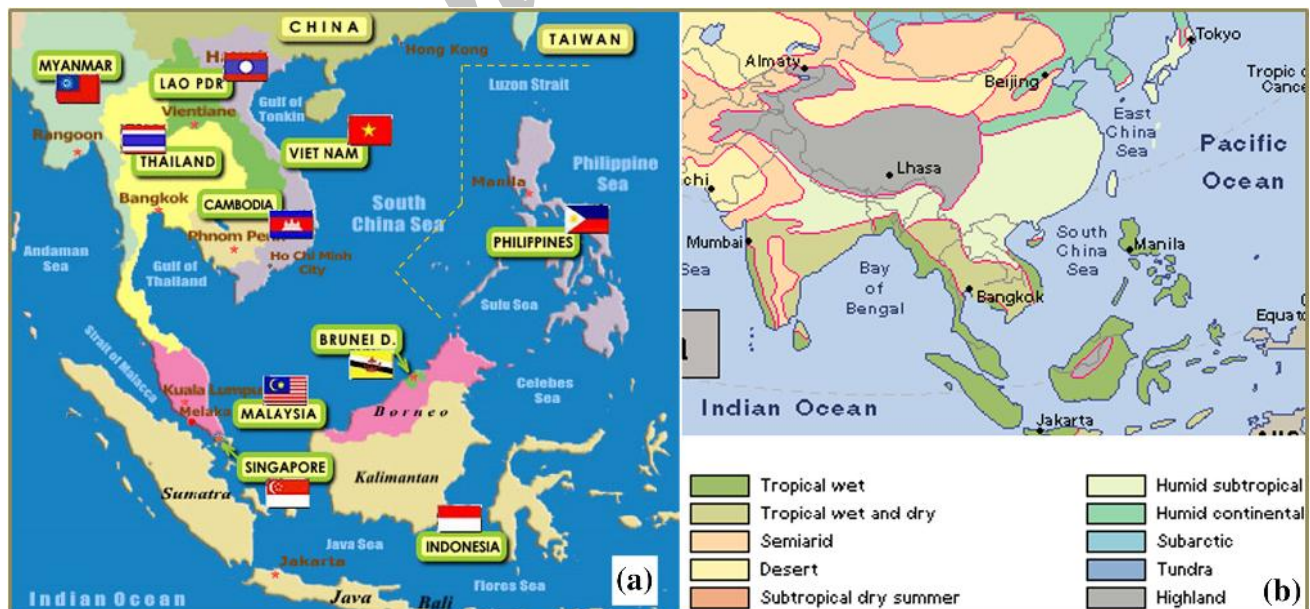 CHINA
TAIWAN
Hong Kong
MYANMAR
LAO PDR
Luzon Strait
Gulf of
Tonkin
Vientiane
Rangoon
THAILAND
VIET NAM
Philippine
Sea
Manila
Bangkok
CAMBODIA
South
China Sea
PHILIPPINES
Phnom Penh
Andaman
Sea
Ho Chi Minh
City
Gulf of
Thailand
Sulu Sea
BRUNEI D.
Strait of Malacca
Celebes
Sea
Kuala Lumpur
MALAYSIA
Melaka
Borneo
SINGAPORE
Sumatra
Kalimantan
INDONESIA
Java Sea
Jakarta
Flores Sea
Java
Bali
Indian Ocean
(a)
Tokyo
Almaty
Beijing
Tropic
Cance
East
China
Sea
Pacific
Ocean
Lhasa
chi
Mumbai
Sea
Bay
of
Bengal
South
China
Sea
Manila
Bangkok
Equato
Indian Ocean
Jakarta
Tropical wet
Tropical wet and dry
Semiarid
Desert
Subtropical dry summer
Humid subtropical
Humid continental
Subarctic
Tundra
Highland
(b)